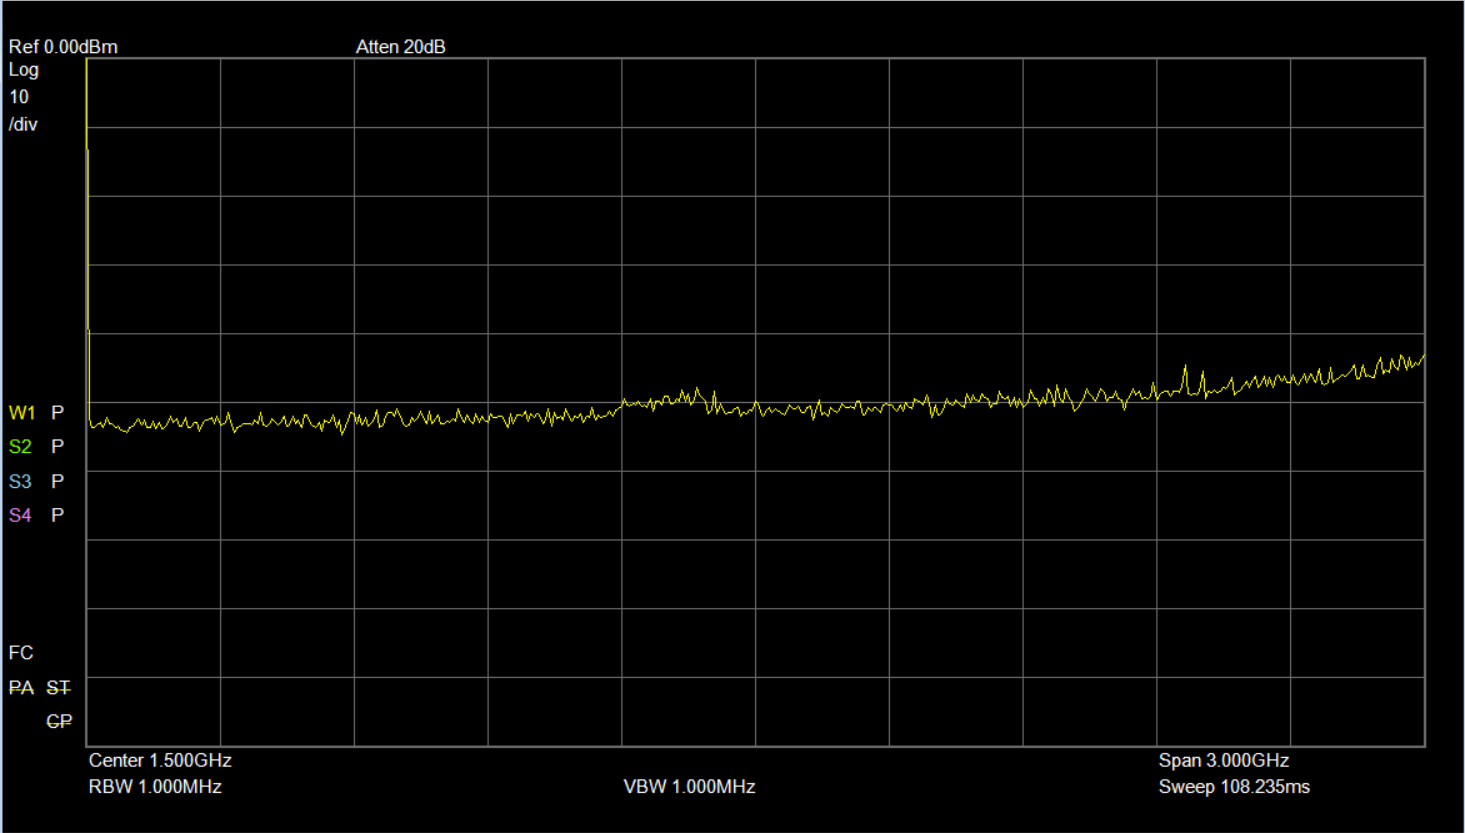 Ref 0.00dBm Atten 20dB
Log
10
/div
W1 P
S2 P
S3 P
S4 P
FC
PA ST
CP
Center 1.500GHz Span 3.000GHz
RBW 1.000MHz VBW 1.000MHz Sweep 108.235ms